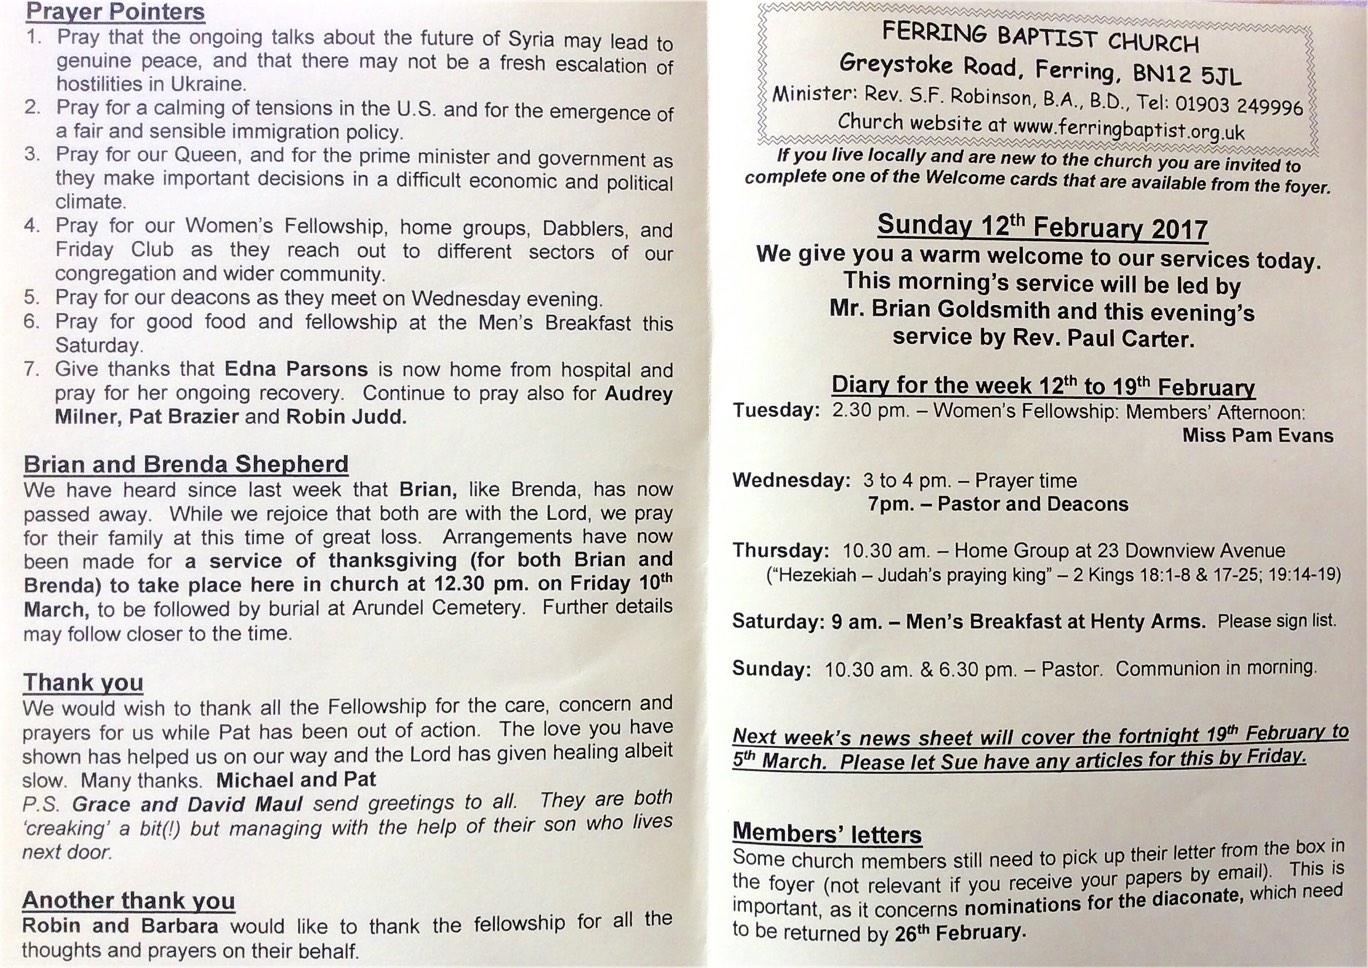 Prayer Pointers
1. Pray that the ongoing talks about the future of Syria may lead to
genuine peace, and that there may not be a fresh escalation of
hostilities in Ukraine.
2. Pray for a calming of tensions in the U.S. and for the emergence of
a fair and sensible immigration policy.
3. Pray for our Queen, and for the prime minister and government as
they make important decisions in a difficult economic and political
climate.
4. Pray for our Women's Fellowship, home groups, Dabblers, and
Friday Club as they reach out to different sectors of our
congregation and wider community.
5. Pray for our deacons as they meet on Wednesday evening.
6. Pray for good food and fellowship at the Men's Breakfast this
Saturday.
7. Give thanks that Edna Parsons is now home from hospital and
pray for her ongoing recovery. Continue to pray also for Audrey
Milner, Pat Brazier and Robin Judd.
Brian and Brenda Shepherd
We have heard since last week that Brian, like Brenda, has now
passed away. While we rejoice that both are with the Lord, we pray
for their family at this time of great loss. Arrangements have now
been made for a service of thanksgiving (for both Brian and
Brenda) to take place here in church at 12.30 pm. on Friday 10th
March, to be followed by burial at Arundel Cemetery. Further details
may follow closer to the time.
Thank you
We would wish to thank all the Fellowship for the care, concern and
prayers for us while Pat has been out of action. The love you have
shown has helped us on our way and the Lord has given healing albeit
slow. Many thanks. Michael and Pat
P.S. Grace and David Maul send greetings to all. They are both
'creaking' a bit(!) but managing with the help of their son who lives
next door.
Another thank you
Robin and Barbara would like to thank the fellowship for all the
thoughts and prayers on their behalf.
FERRING BAPTIST CHURCH
Greystoke Road, Ferring, BN12 5JL
Minister: Rev. S.F. Robinson, B.A., B.D., Tel: 01903 249996
Church website at www.ferringbaptist.org.uk
If you live locally and are new to the church you are invited to
complete one of the Welcome cards that are available from the foyer.
Sunday 12th February 2017
We give you a warm welcome to our services today.
This morning's service will be led by
Mr. Brian Goldsmith and this evening's
service by Rev. Paul Carter.
Diary for the week 12th to 19th February
Tuesday: 2.30 pm. – Women's Fellowship: Members' Afternoon:
Miss Pam Evans
Wednesday: 3 to 4 pm. – Prayer time
7pm. – Pastor and Deacons
Thursday: 10.30 am. – Home Group at 23 Downview Avenue
("Hezekiah – Judah's praying king" – 2 Kings 18:1-8 & 17-25; 19:14-19)
Saturday: 9 am. – Men's Breakfast at Henty Arms. Please sign list.
Sunday: 10.30 am. & 6.30 pm. – Pastor. Communion in morning.
Next week's news sheet will cover the fortnight 19th February to
5th March. Please let Sue have any articles for this by Friday.
Members' letters
Some church members still need to pick up their letter from the box in
the foyer (not relevant if you receive your papers by email). This is
important, as it concerns nominations for the diaconate, which need
to be returned by 26th February.